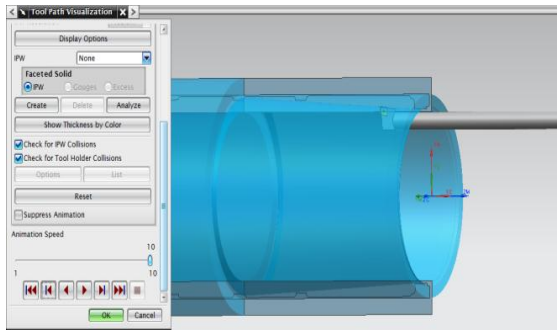 Tool Path Visualization
Display Options
IPW None
Faceted Solid
IPW Gouges Excess
Create Delete Analyze
Show Thickness by Color
Check for IPW Collisions
Check for Tool Holder Collisions
Options List
Reset
Suppress Animation
Animation Speed
10
1 10
OK Cancel